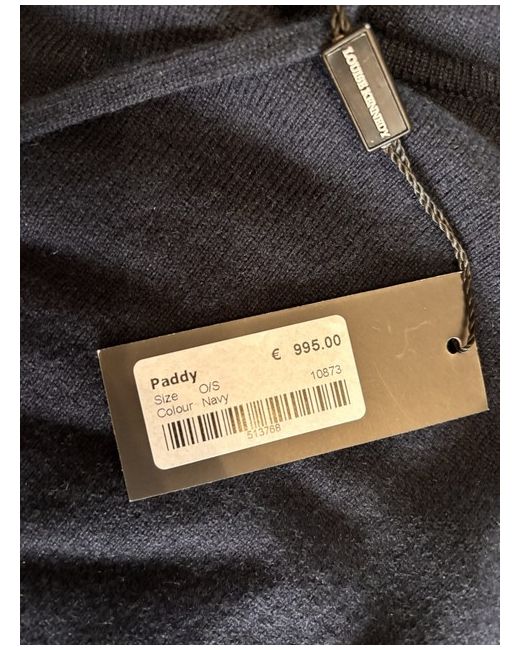 LOUISE KENNEDY
€ 995.00
Paddy
Size O/S 10873
Colour Navy
513768